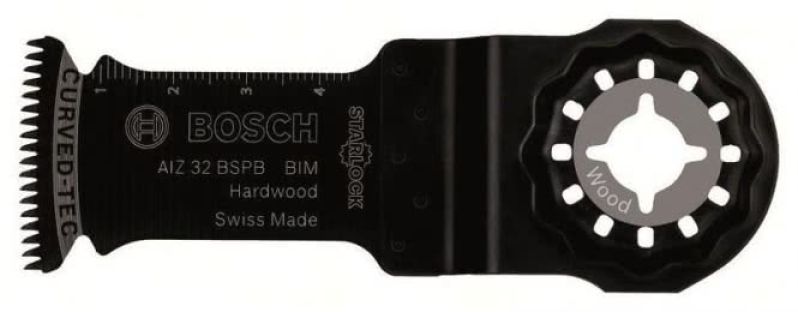 CURVED-TEC
1 2 3 4
BOSCH
AIZ 32 BSPB BIM
Hardwood
Swiss Made
STARLOCK
Wood